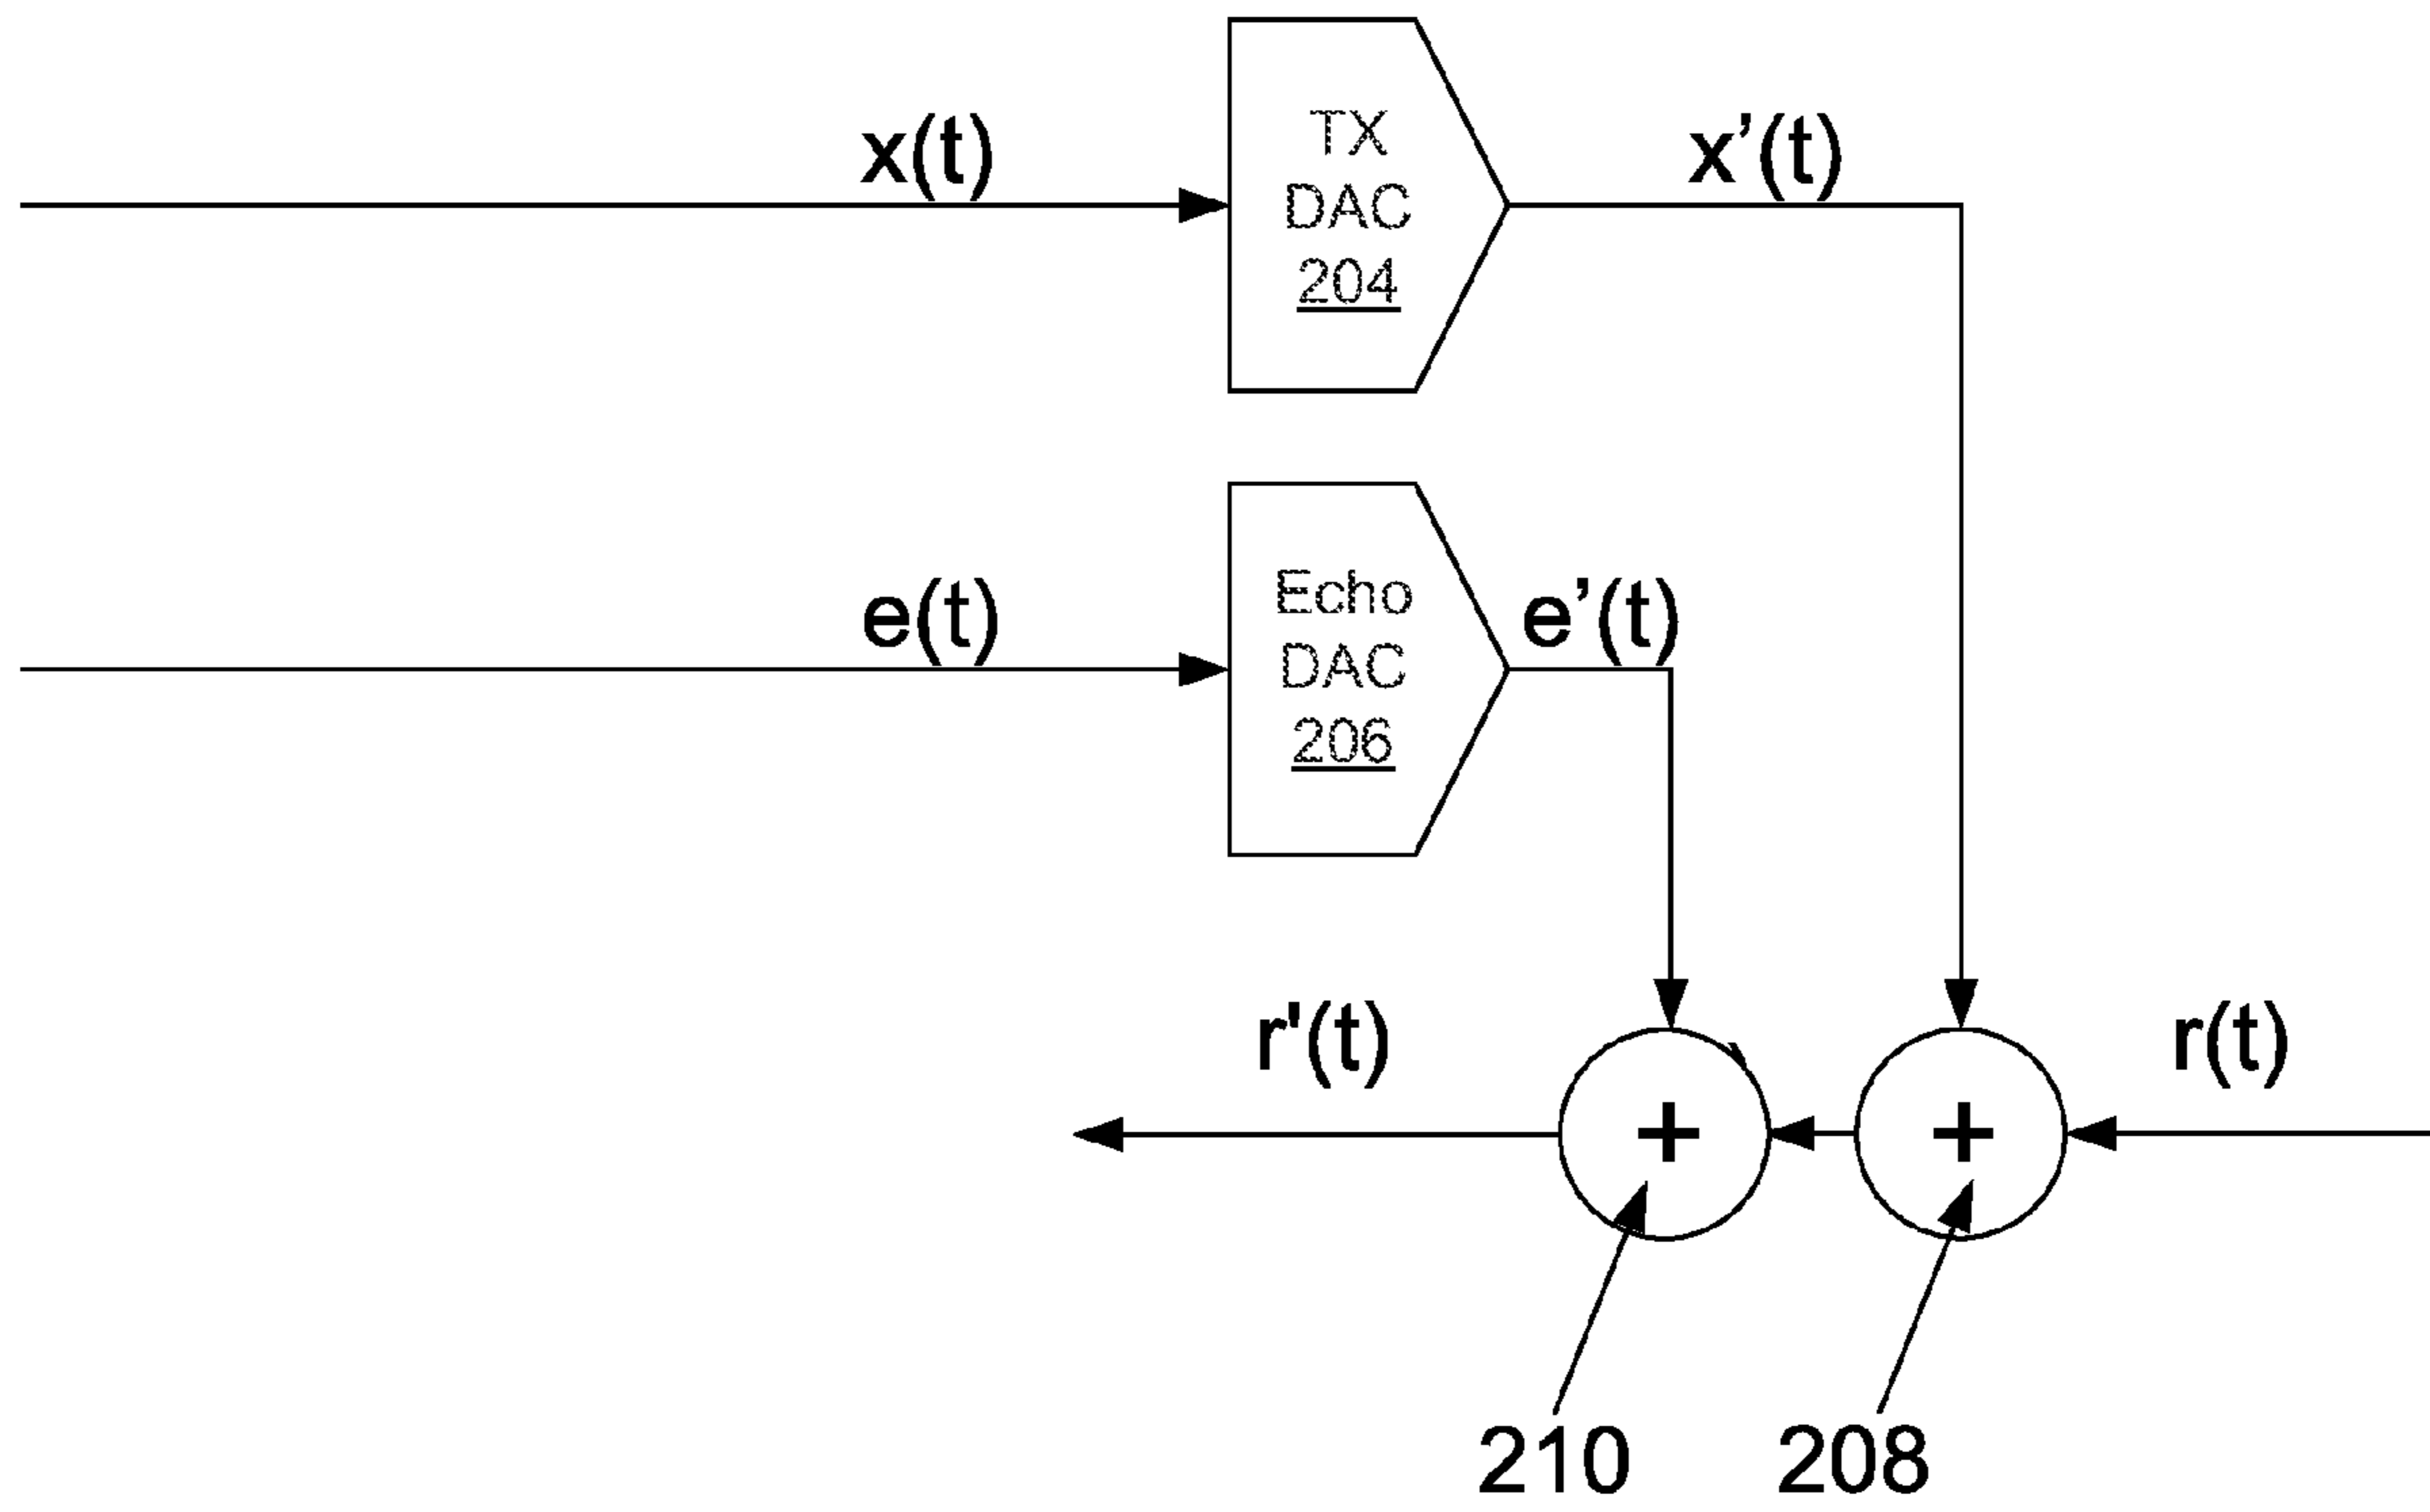 x(t)
TX
DAC
204
x’(t)
e(t)
Echo
DAC
206
e’(t)
r'(t)
r(t)
+
+
210
208